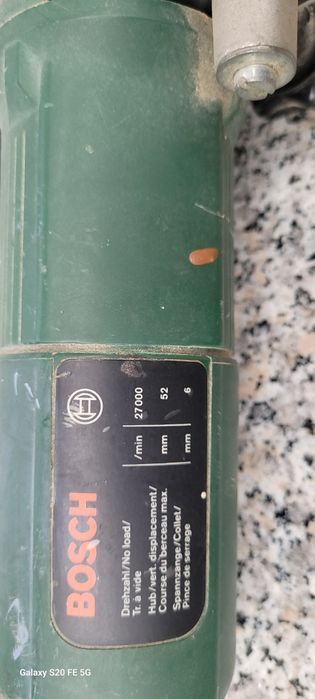 BOSCH
Drehzahl/No load/
Tr. à vide /min 27000
Hub/vert. displacement/
Course du berceau max. mm 52
Spannzange/Collet/
Pince de serrage mm 6
Galaxy S20 FE 5G